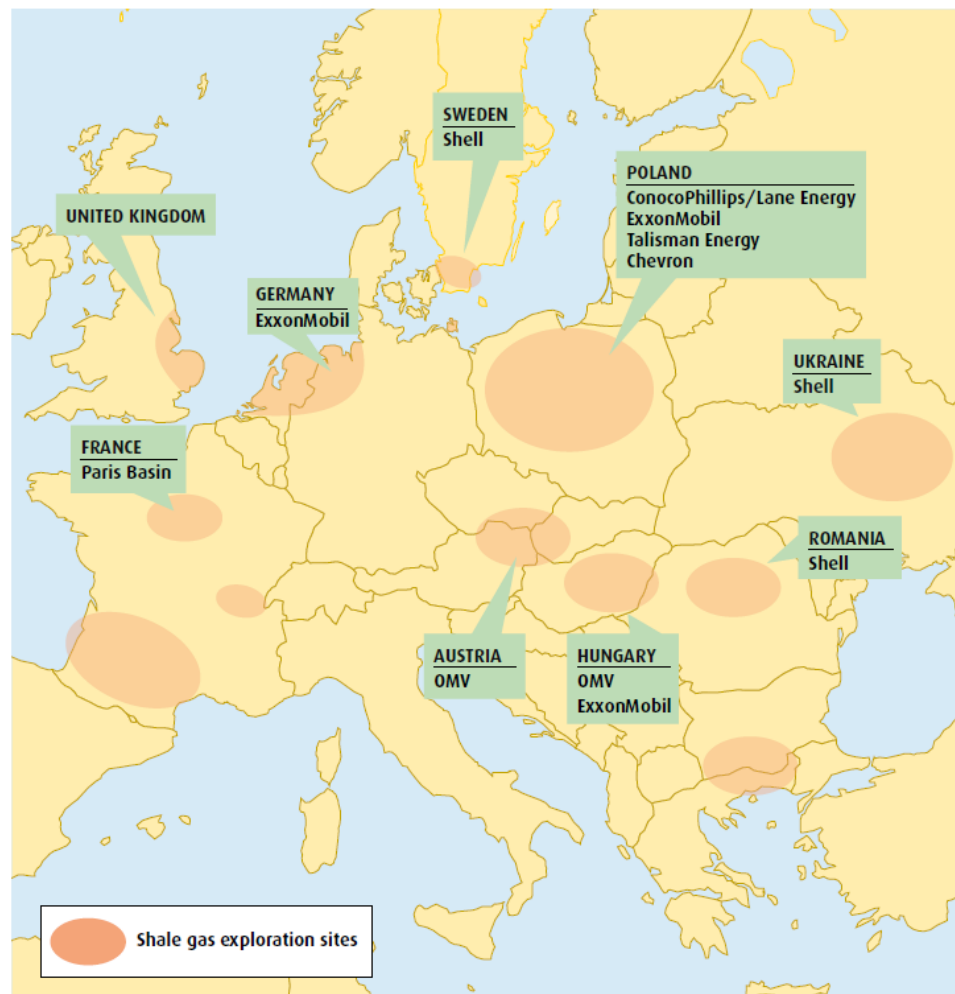 SWEDEN
Shell
POLAND
ConocoPhillips/Lane Energy
ExxonMobil
Talisman Energy
Chevron
UNITED KINGDOM
GERMANY
ExxonMobil
UKRAINE
Shell
FRANCE
Paris Basin
ROMANIA
Shell
AUSTRIA
OMV
HUNGARY
OMV
ExxonMobil
Shale gas exploration sites